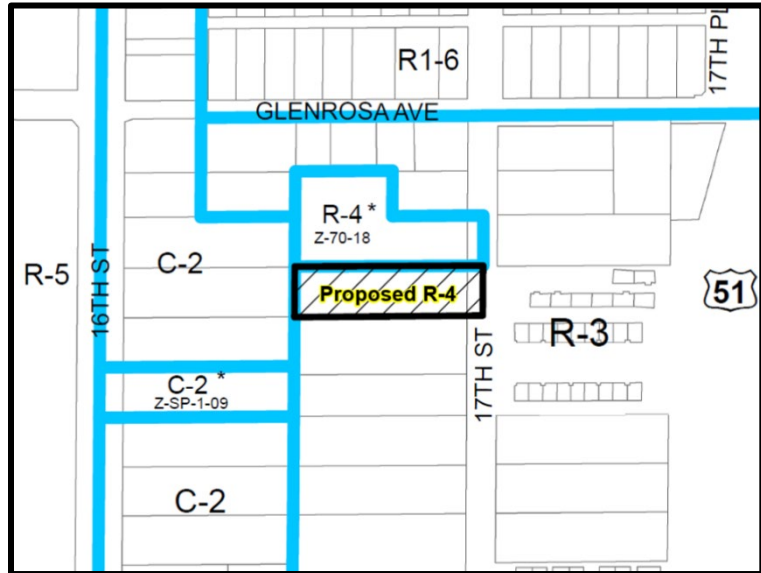 R1-6
17TH PL
GLENROSA AVE
R-4 *
Z-70-18
C-2
R-5
16TH ST
Proposed R-4
51
R-3
C-2 *
Z-SP-1-09
17TH ST
C-2